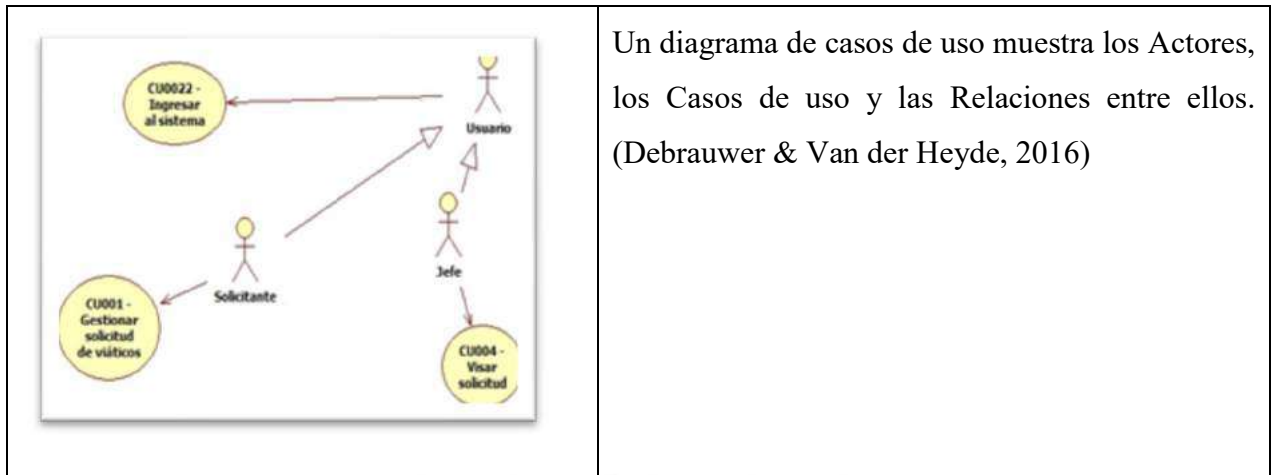 CU0022 -
Ingresar
al sistema
Usuario
Solicitante
Jefe
CU001 -
Gestionar
solicitud
de viáticos
CU004 -
Visar
solicitud
Un diagrama de casos de uso muestra los Actores,
los Casos de uso y las Relaciones entre ellos.
(Debrauwer & Van der Heyde, 2016)